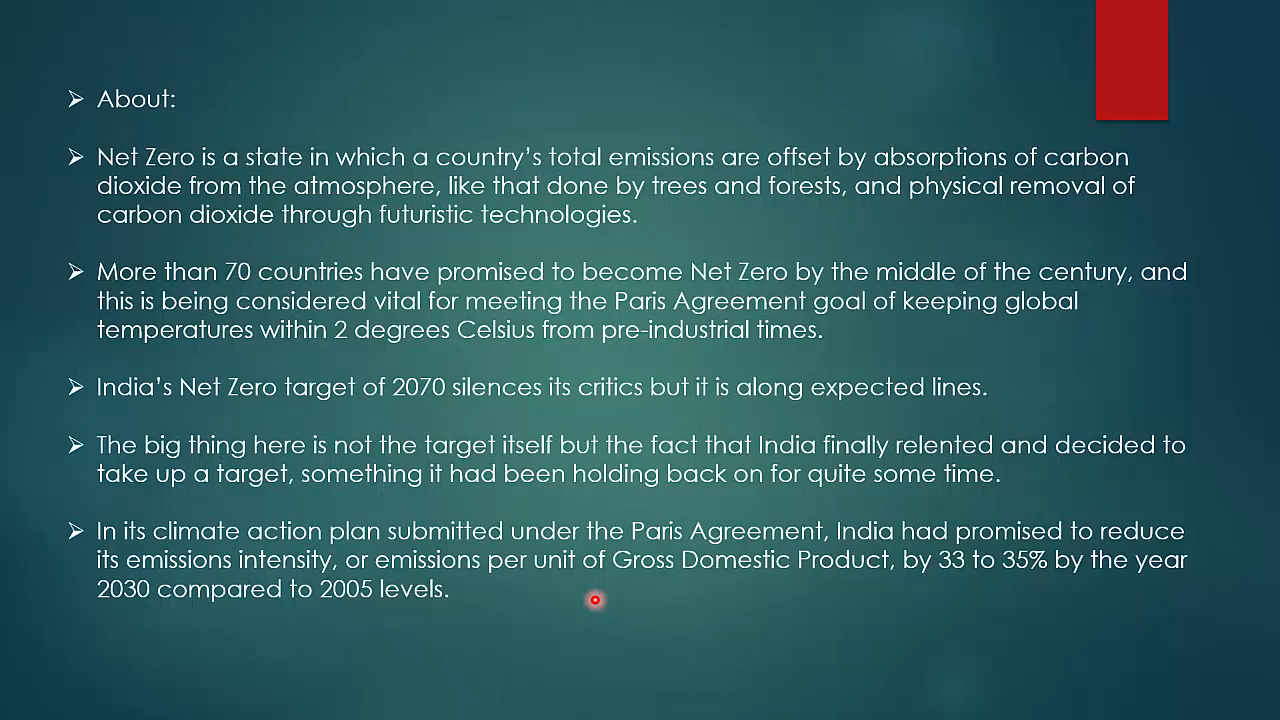 ➢ About:
➢ Net Zero is a state in which a country’s total emissions are offset by absorptions of carbon
dioxide from the atmosphere, like that done by trees and forests, and physical removal of
carbon dioxide through futuristic technologies.
➢ More than 70 countries have promised to become Net Zero by the middle of the century, and
this is being considered vital for meeting the Paris Agreement goal of keeping global
temperatures within 2 degrees Celsius from pre-industrial times.
➢ India’s Net Zero target of 2070 silences its critics but it is along expected lines.
➢ The big thing here is not the target itself but the fact that India finally relented and decided to
take up a target, something it had been holding back on for quite some time.
➢ In its climate action plan submitted under the Paris Agreement, India had promised to reduce
its emissions intensity, or emissions per unit of Gross Domestic Product, by 33 to 35% by the year
2030 compared to 2005 levels.